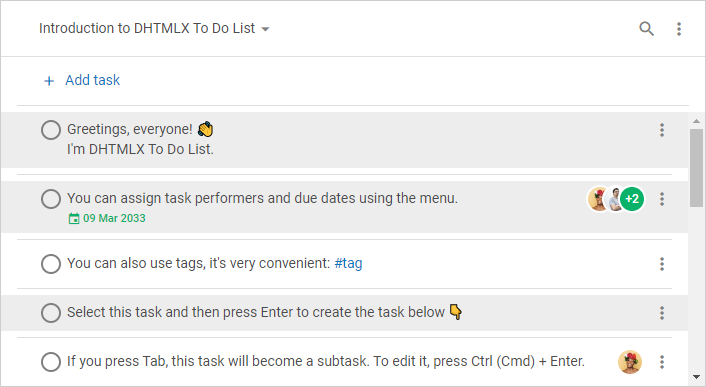 Introduction to DHTMLX To Do List
+ Add task
Greetings, everyone! 👋
I'm DHTMLX To Do List.
You can assign task performers and due dates using the menu.
+2
09 Mar 2033
You can also use tags, it's very convenient: #tag
Select this task and then press Enter to create the task below 👇
If you press Tab, this task will become a subtask. To edit it, press Ctrl (Cmd) + Enter.